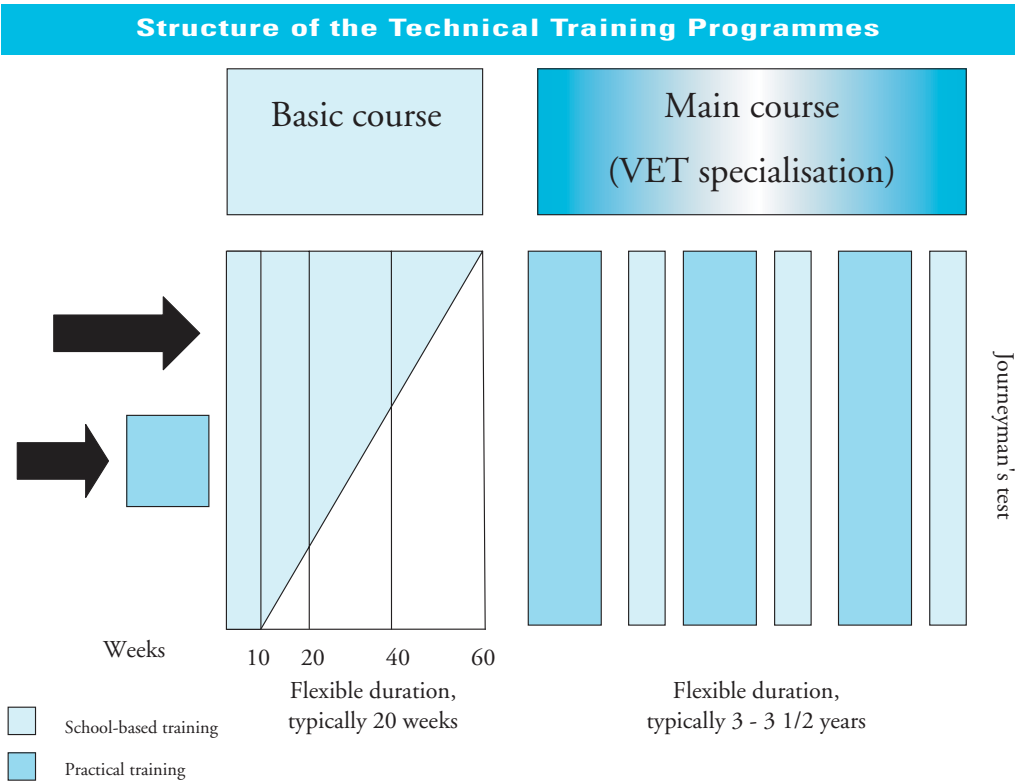 Structure of the Technical Training Programmes
Basic course
Main course
(VET specialisation)
Journeyman's test
Weeks
10 20 40 60
Flexible duration,
typically 20 weeks
Flexible duration,
typically 3 - 3 1/2 years
School-based training
Practical training